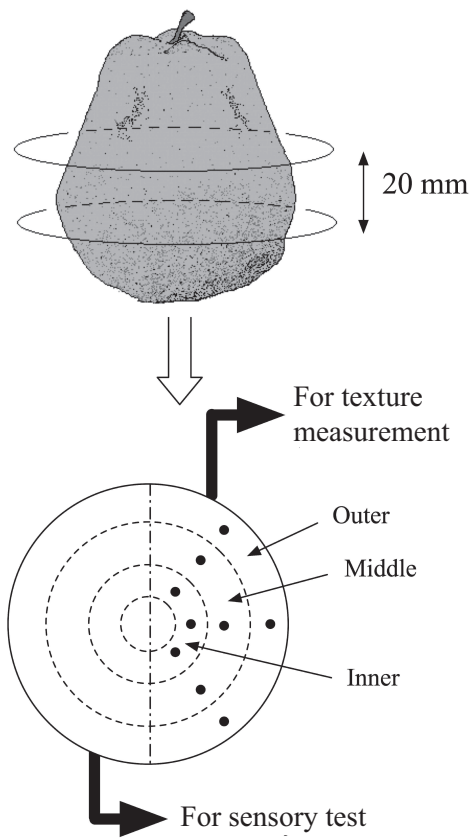 20 mm
For texture
measurement
Outer
Middle
Inner
For sensory test